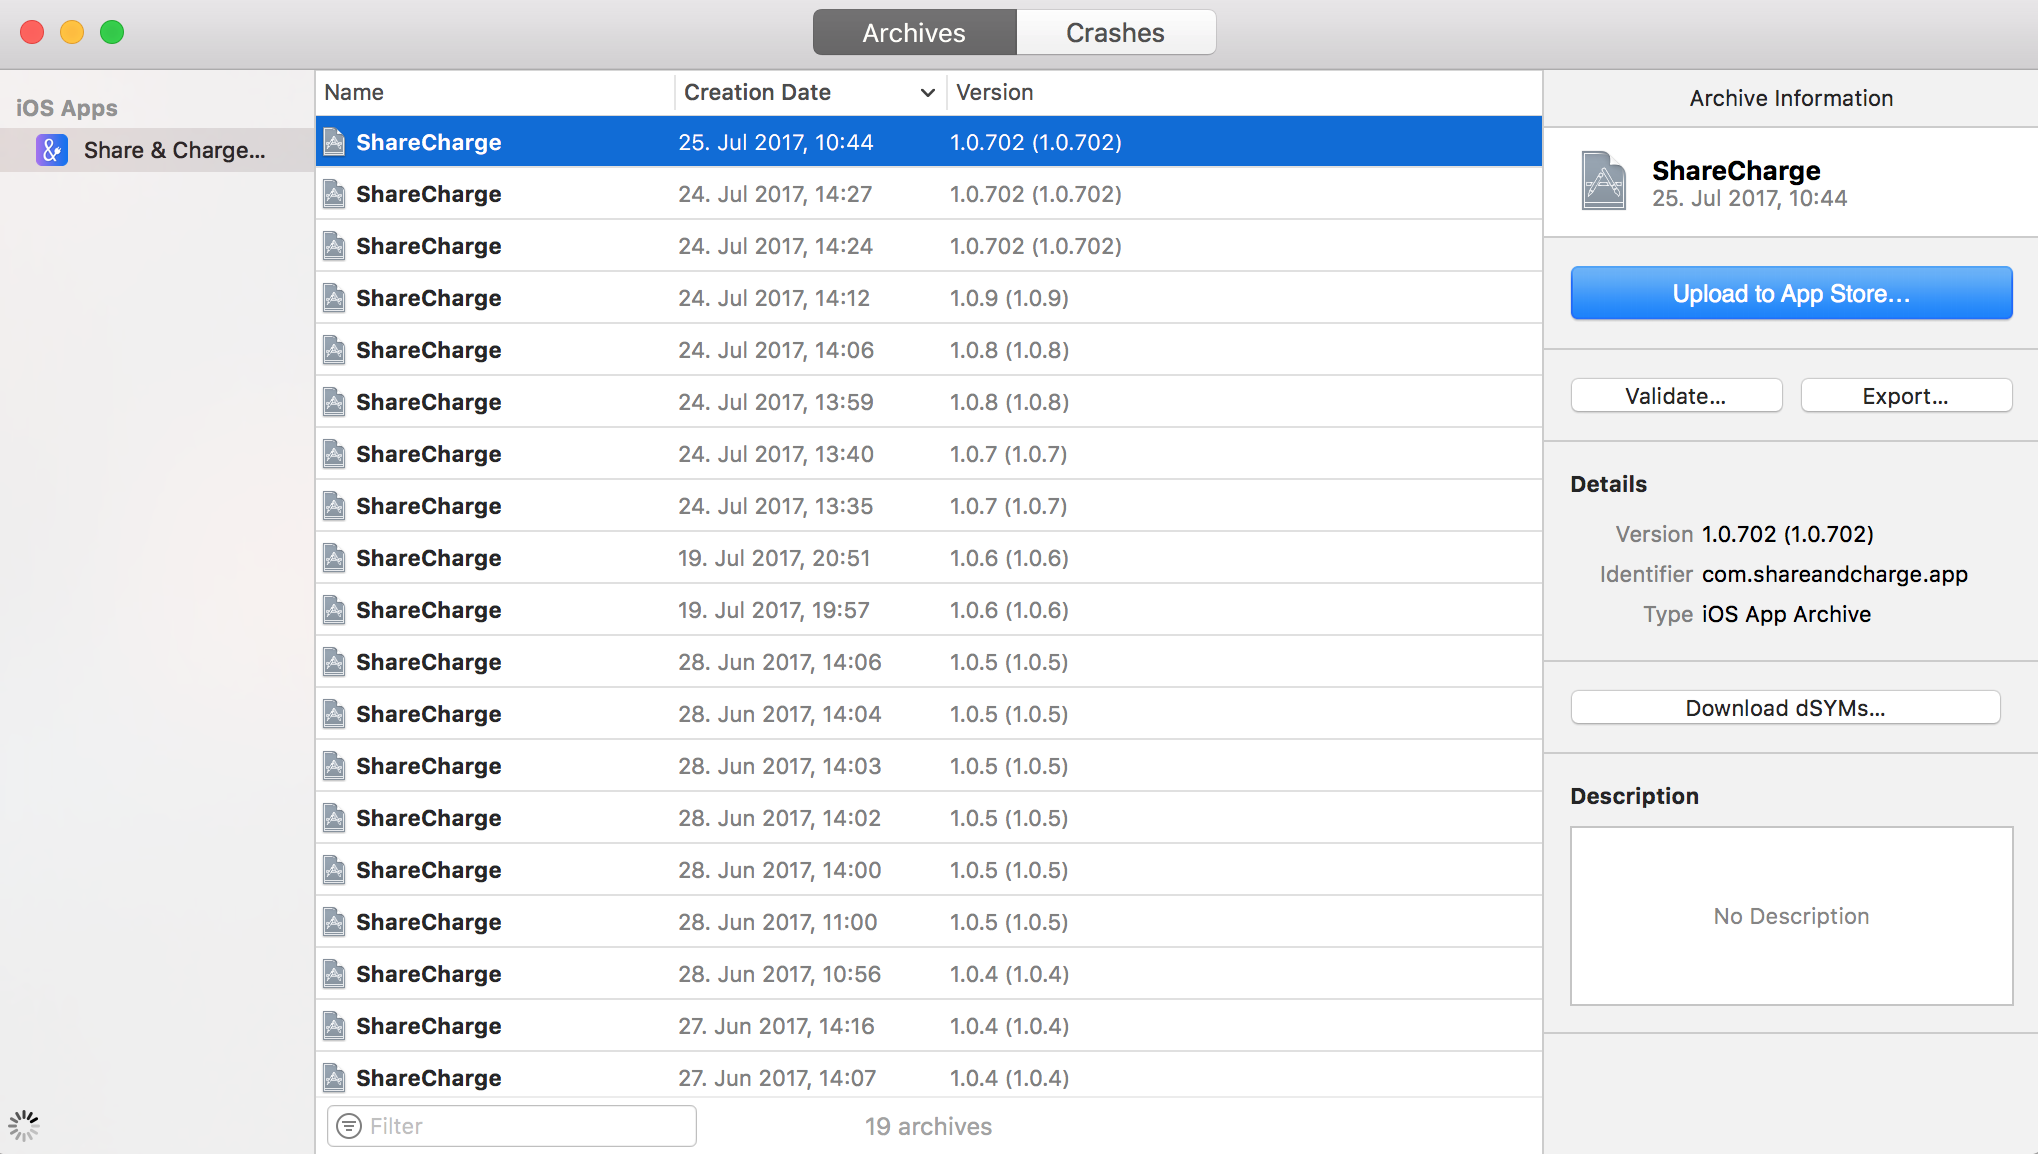 Archives Crashes
iOS Apps
& Share & Charge...
Name Creation Date Version
ShareCharge 25. Jul 2017, 10:44 1.0.702 (1.0.702)
ShareCharge 24. Jul 2017, 14:27 1.0.702 (1.0.702)
ShareCharge 24. Jul 2017, 14:24 1.0.702 (1.0.702)
ShareCharge 24. Jul 2017, 14:12 1.0.9 (1.0.9)
ShareCharge 24. Jul 2017, 14:06 1.0.8 (1.0.8)
ShareCharge 24. Jul 2017, 13:59 1.0.8 (1.0.8)
ShareCharge 24. Jul 2017, 13:40 1.0.7 (1.0.7)
ShareCharge 24. Jul 2017, 13:35 1.0.7 (1.0.7)
ShareCharge 19. Jul 2017, 20:51 1.0.6 (1.0.6)
ShareCharge 19. Jul 2017, 19:57 1.0.6 (1.0.6)
ShareCharge 28. Jun 2017, 14:06 1.0.5 (1.0.5)
ShareCharge 28. Jun 2017, 14:04 1.0.5 (1.0.5)
ShareCharge 28. Jun 2017, 14:03 1.0.5 (1.0.5)
ShareCharge 28. Jun 2017, 14:02 1.0.5 (1.0.5)
ShareCharge 28. Jun 2017, 14:00 1.0.5 (1.0.5)
ShareCharge 28. Jun 2017, 11:00 1.0.5 (1.0.5)
ShareCharge 28. Jun 2017, 10:56 1.0.4 (1.0.4)
ShareCharge 27. Jun 2017, 14:16 1.0.4 (1.0.4)
ShareCharge 27. Jun 2017, 14:07 1.0.4 (1.0.4)
Filter 19 archives
Archive Information
ShareCharge
25. Jul 2017, 10:44
Upload to App Store...
Validate... Export...
Details
Version 1.0.702 (1.0.702)
Identifier com.shareandcharge.app
Type iOS App Archive
Download dSYMs...
Description
No Description